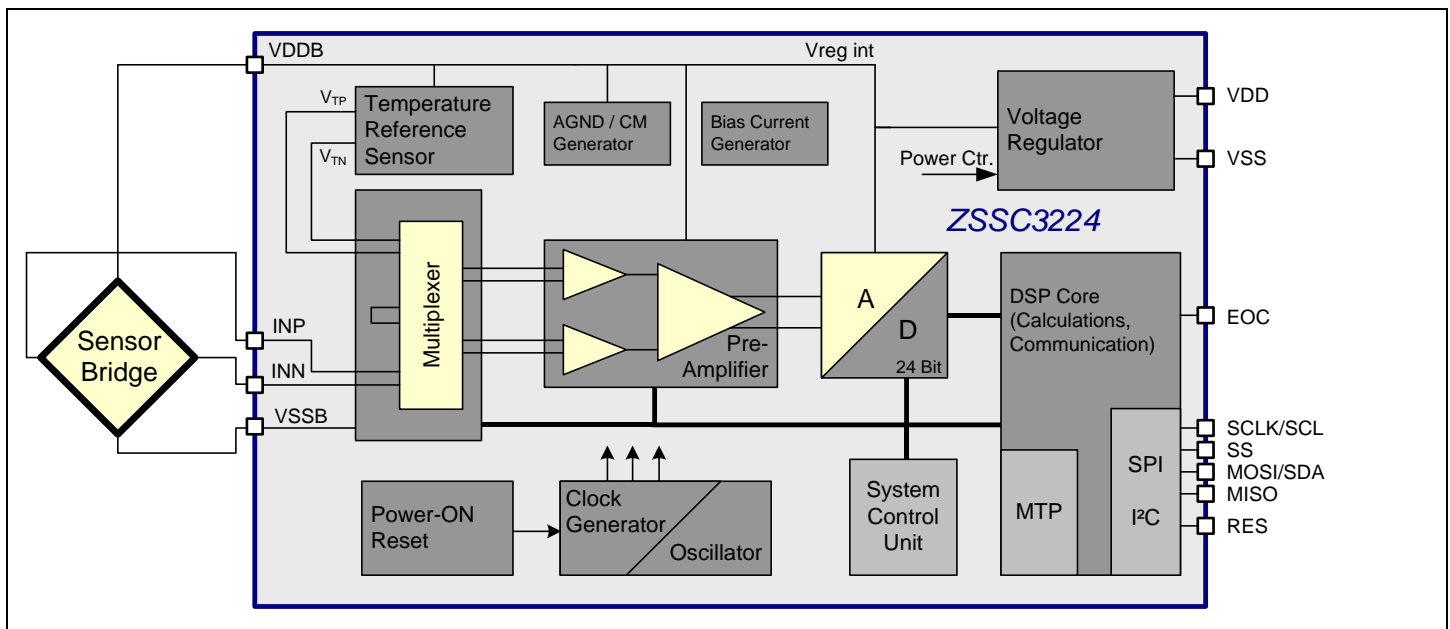 VDDB
Vreg int
VTP
Temperature
Reference
Sensor
VTN
AGND / CM
Generator
Bias Current
Generator
Voltage
Regulator
VDD
VSS
Power Ctr.
ZSSC3224
Sensor
Bridge
INP
INN
VSSB
Multiplexer
Pre-
Amplifier
A
D
24 Bit
DSP Core
(Calculations,
Communication)
EOC
Power-ON
Reset
Clock
Generator
Oscillator
System
Control
Unit
MTP
SPI
I²C
SCLK/SCL
SS
MOSI/SDA
MISO
RES